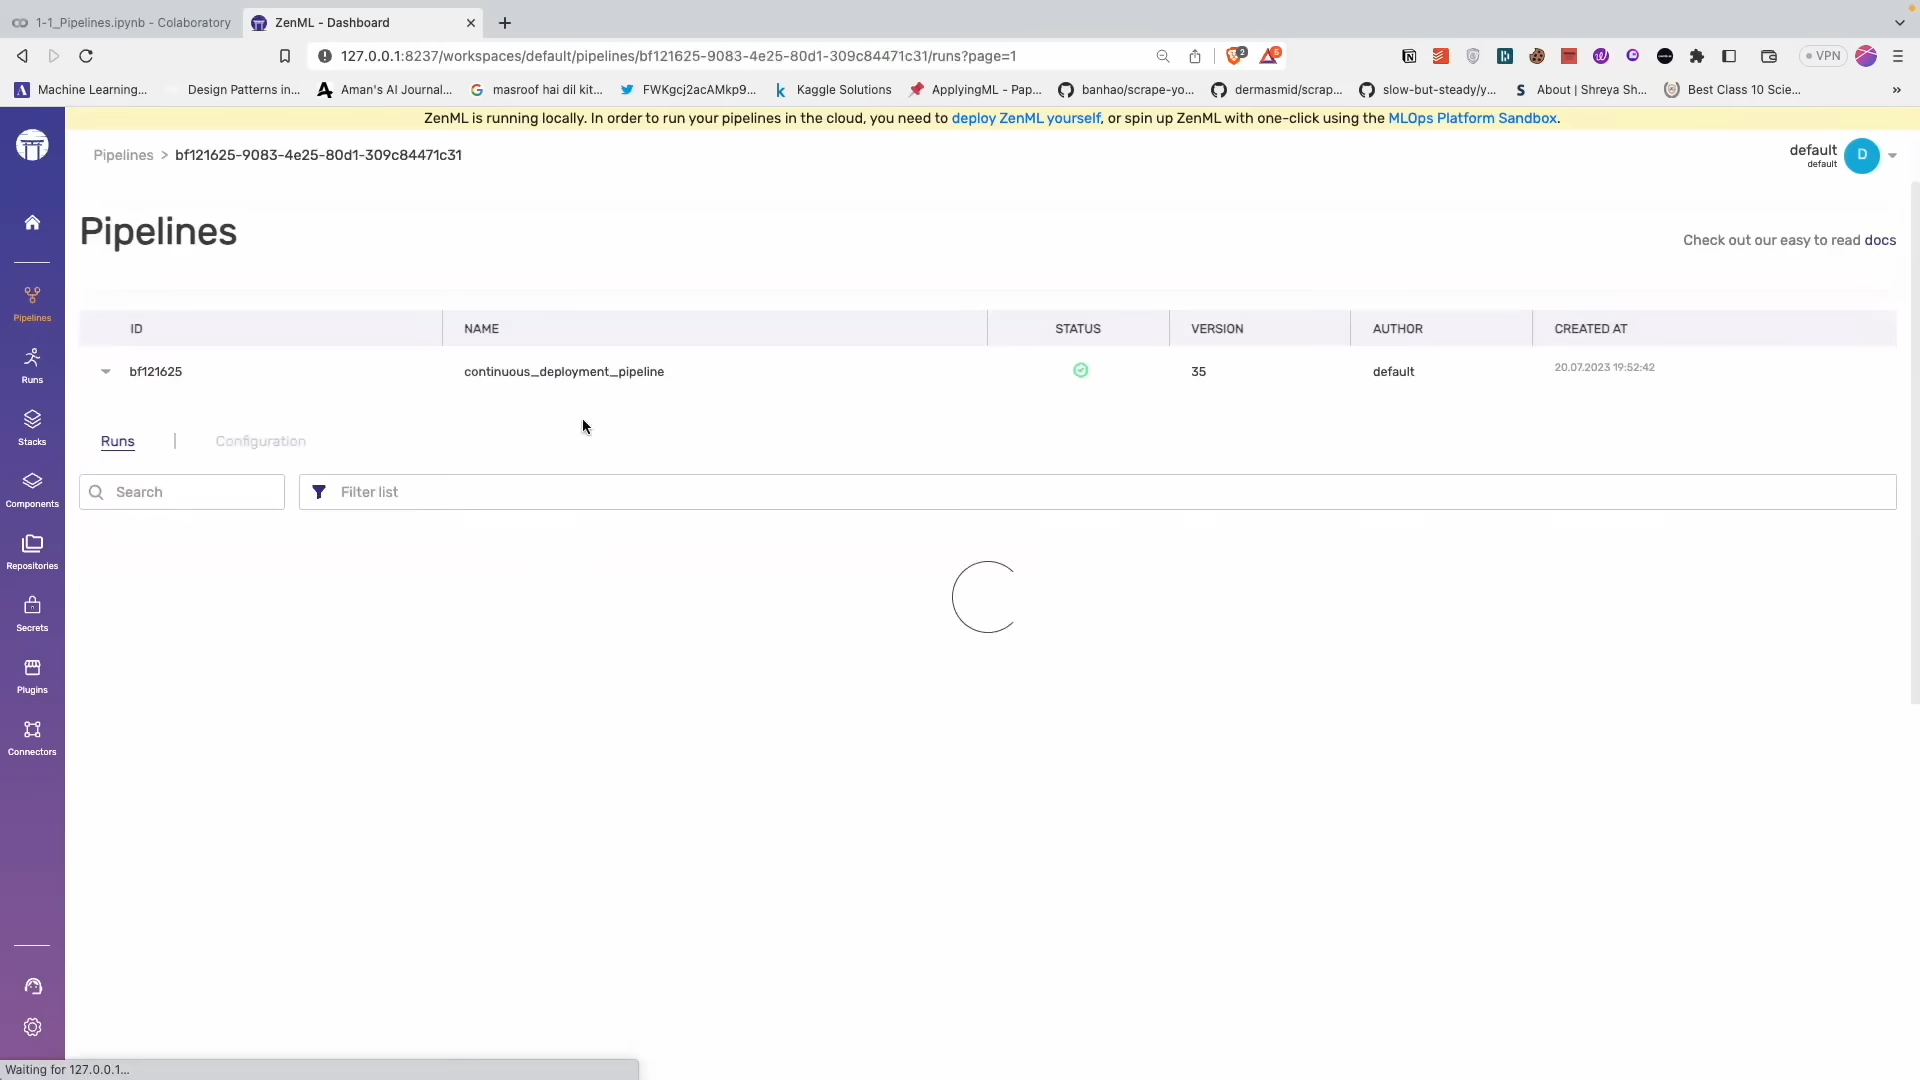 1-1_Pipelines.ipynb - Colaboratory
ZenML - Dashboard
127.0.0.1:8237/workspaces/default/pipelines/bf121625-9083-4e25-80d1-309c84471c31/runs?page=1
2
5
VPN
Machine Learning...
Design Patterns in...
Aman's AI Journal...
masroof hai dil kit...
FWKgcj2acAMkp9...
Kaggle Solutions
ApplyingML - Pap...
banhao/scrape-yo...
dermasmid/scrap...
slow-but-steady/y...
About | Shreya Sh...
Best Class 10 Scie...
»
ZenML is running locally. In order to run your pipelines in the cloud, you need to deploy ZenML yourself, or spin up ZenML with one-click using the MLOps Platform Sandbox.
Pipelines > bf121625-9083-4e25-80d1-309c84471c31
default
default
D
Pipelines
Check out our easy to read docs
ID NAME STATUS VERSION AUTHOR CREATED AT
bf121625 continuous_deployment_pipeline 35 default 20.07.2023 19:52:42
Runs | Configuration
Search
Filter list
Pipelines
Runs
Stacks
Components
Repositories
Secrets
Plugins
Connectors
Waiting for 127.0.0.1...